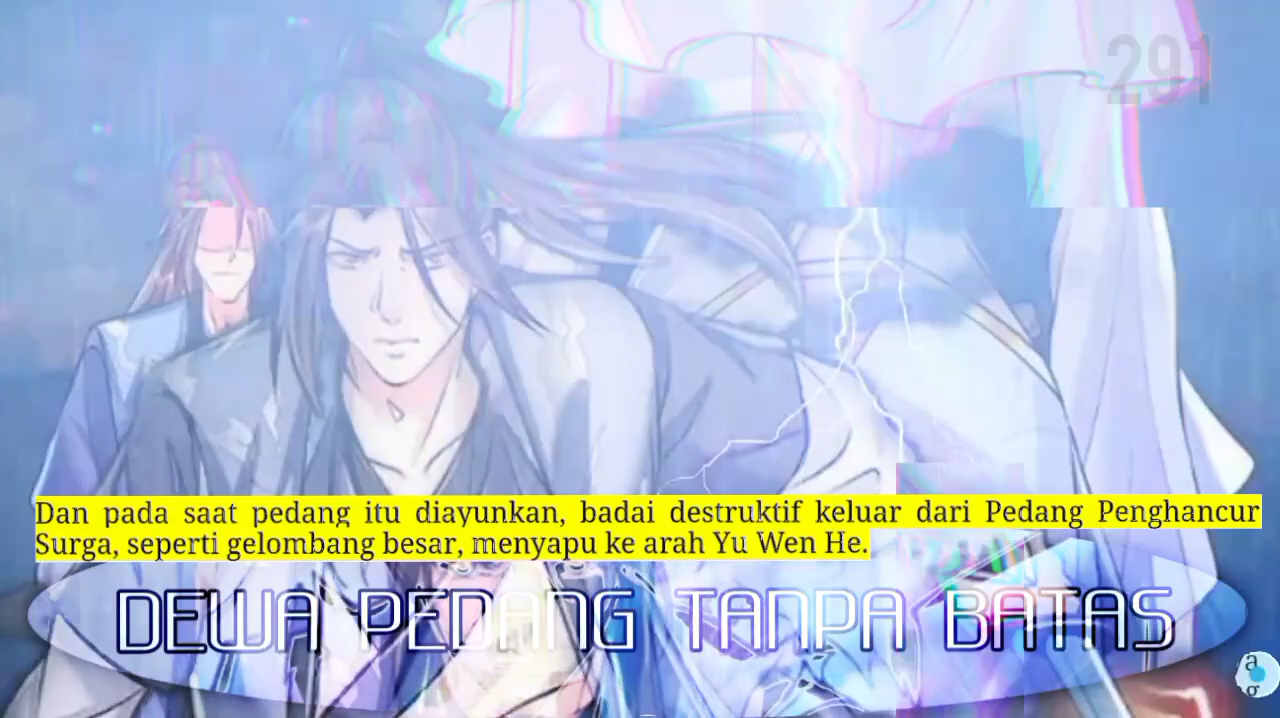 291
Dan pada saat pedang itu diayunkan, badai destruktif keluar dari Pedang Penghancur
Surga, seperti gelombang besar, menyapu ke arah Yu Wen He.
DEWA PEDANG TANPA BATAS
a
g